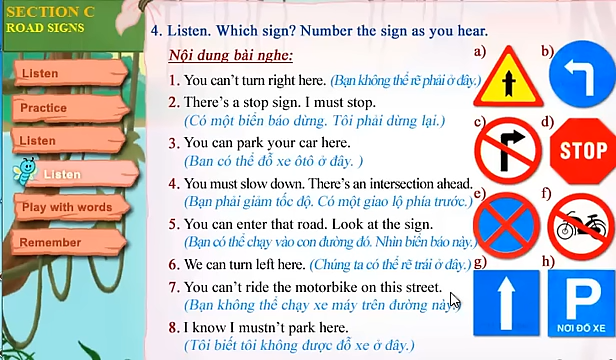 SECTION C
ROAD SIGNS
Listen
Practice
Listen
Listen
Play with words
Remember
4. Listen. Which sign? Number the sign as you hear.
Nội dung bài nghe:
1. You can't turn right here. (Bạn không thể rẽ phải ở đây.)
2. There's a stop sign. I must stop.
(Có một biển báo dừng. Tôi phải dừng lại.)
3. You can park your car here.
(Ban có thể đỗ xe ôtô ở đây. )
4. You must slow down. There's an intersection ahead.
(Bạn phải giảm tốc độ. Có một giao lộ phía trước.)
5. You can enter that road. Look at the sign.
(Bạn có thể chạy vào con đường đó. Nhìn biển báo này.)
6. We can turn left here. (Chúng ta có thể rẽ trái ở đây.)
7. You can't ride the motorbike on this street.
(Bạn không thể chạy xe máy trên đường này.)
8. I know I mustn't park here.
(Tôi biết tôi không được đỗ xe ở đây.)
a)
b)
c)
d)
STOP
e)
f)
g)
h)
P
NƠI ĐỖ XE